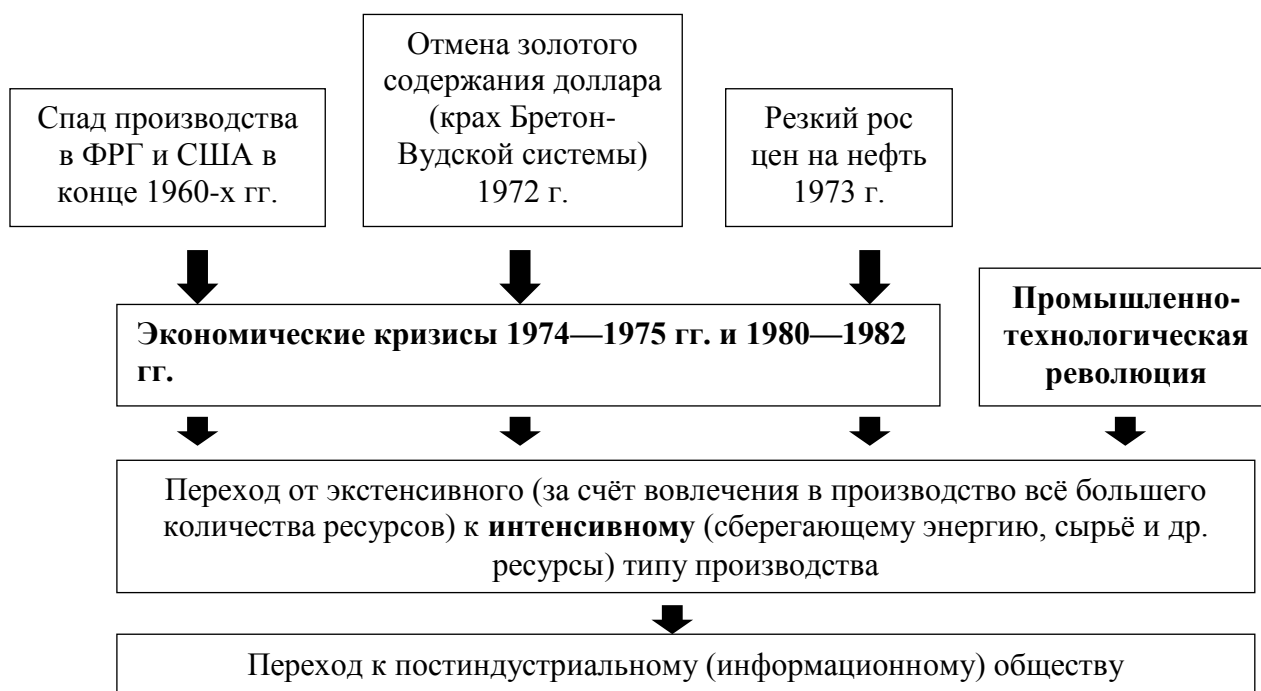 Спад производства
в ФРГ и США в
конце 1960-х гг.
Отмена золотого
содержания доллара
(крах Бретон-
Вудской системы)
1972 г.
Резкий рос
цен на нефть
1973 г.
Экономические кризисы 1974—1975 гг. и 1980—1982
гг.
Промышленно-
технологическая
революция
Переход от экстенсивного (за счёт вовлечения в производство всё большего
количества ресурсов) к интенсивному (сберегающему энергию, сырьё и др.
ресурсы) типу производства
Переход к постиндустриальному (информационному) обществу